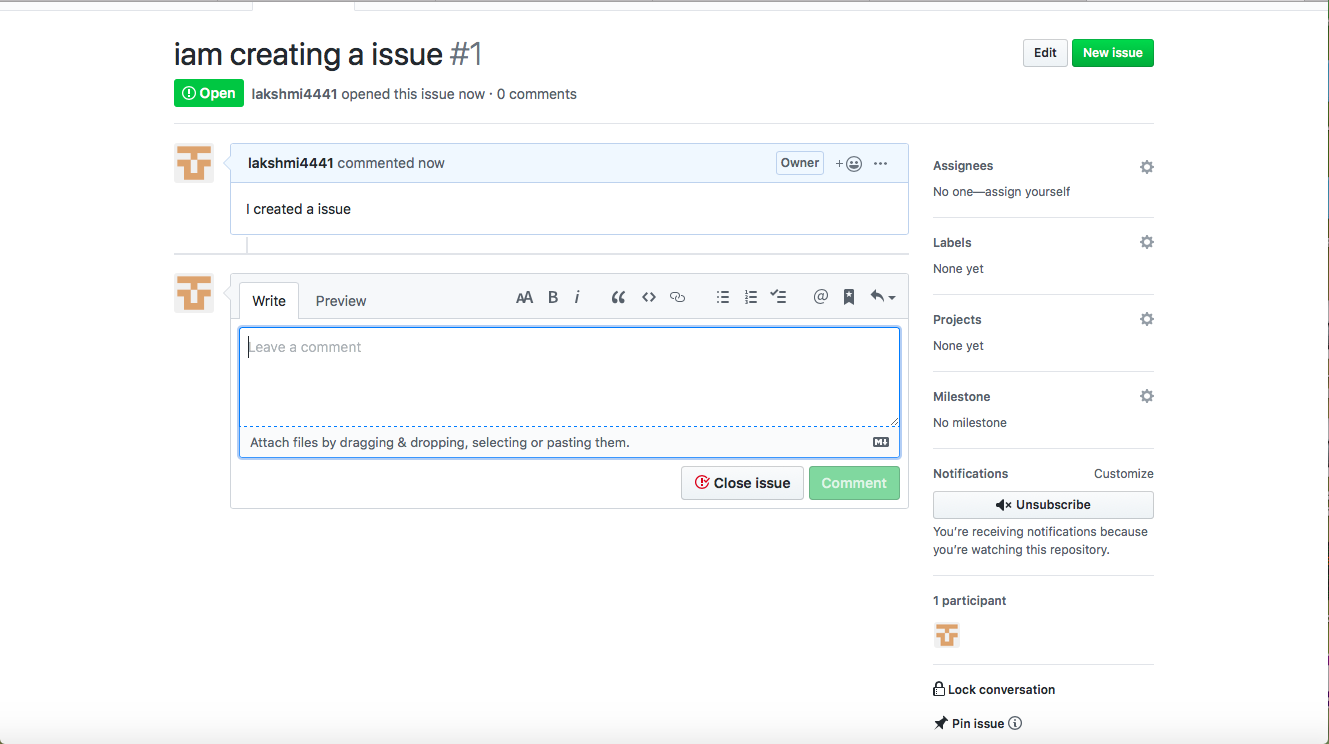 iam creating a issue #1
Edit
New issue
Open
lakshmi4441 opened this issue now · 0 comments
lakshmi4441 commented now
Owner
I created a issue
Write
Preview
AA B i
Leave a comment
Attach files by dragging & dropping, selecting or pasting them.
Close issue
Comment
Assignees
No one—assign yourself
Labels
None yet
Projects
None yet
Milestone
No milestone
Notifications
Customize
Unsubscribe
You're receiving notifications because
you're watching this repository.
1 participant
Lock conversation
Pin issue